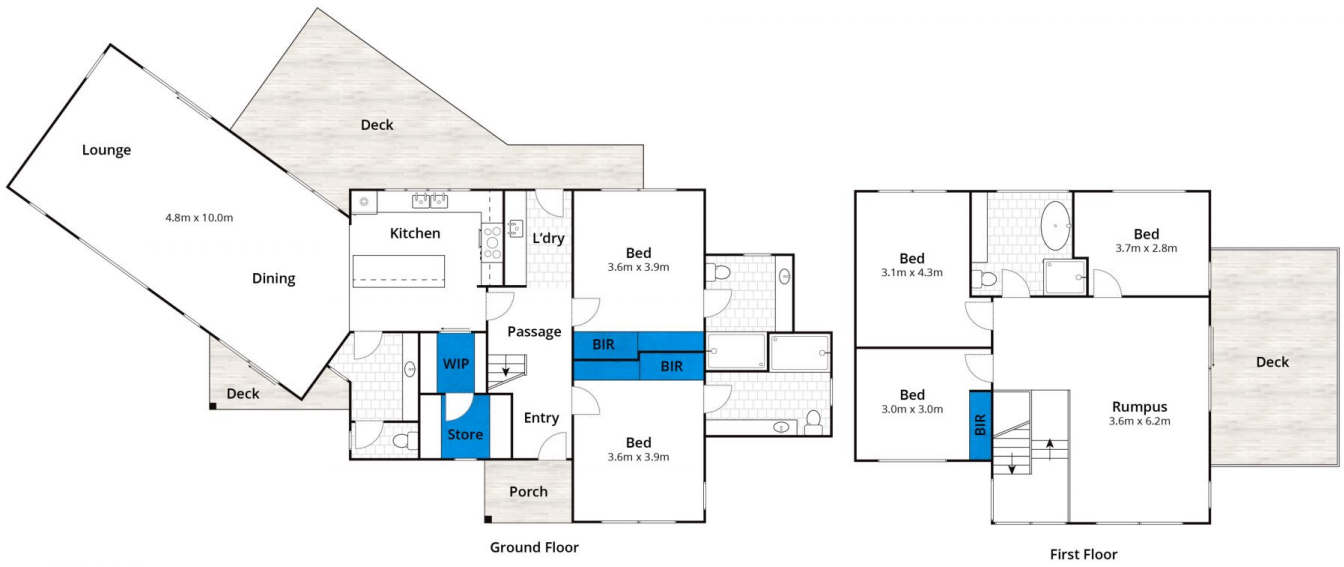 Deck
Lounge
4.8m x 10.0m
Kitchen
L'dry
Bed
3.6m x 3.9m
Dining
Passage
BIR
BIR
WIP
Deck
Store
Entry
Bed
3.6m x 3.9m
Porch
Ground Floor
Bed
3.1m x 4.3m
Bed
3.7m x 2.8m
Deck
Bed
3.0m x 3.0m
BIR
Rumpus
3.6m x 6.2m
First Floor